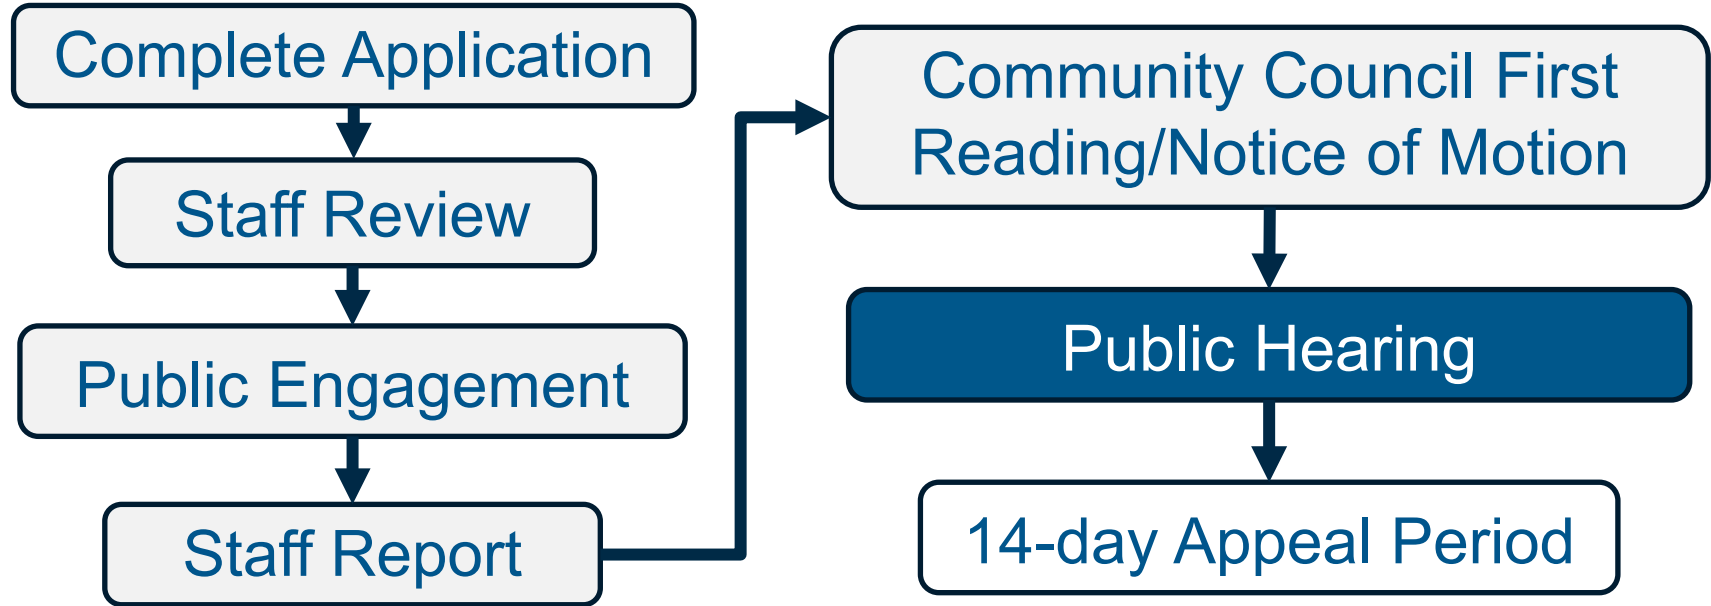 Complete Application
Staff Review
Public Engagement
Staff Report
Community Council First
Reading/Notice of Motion
Public Hearing
14-day Appeal Period